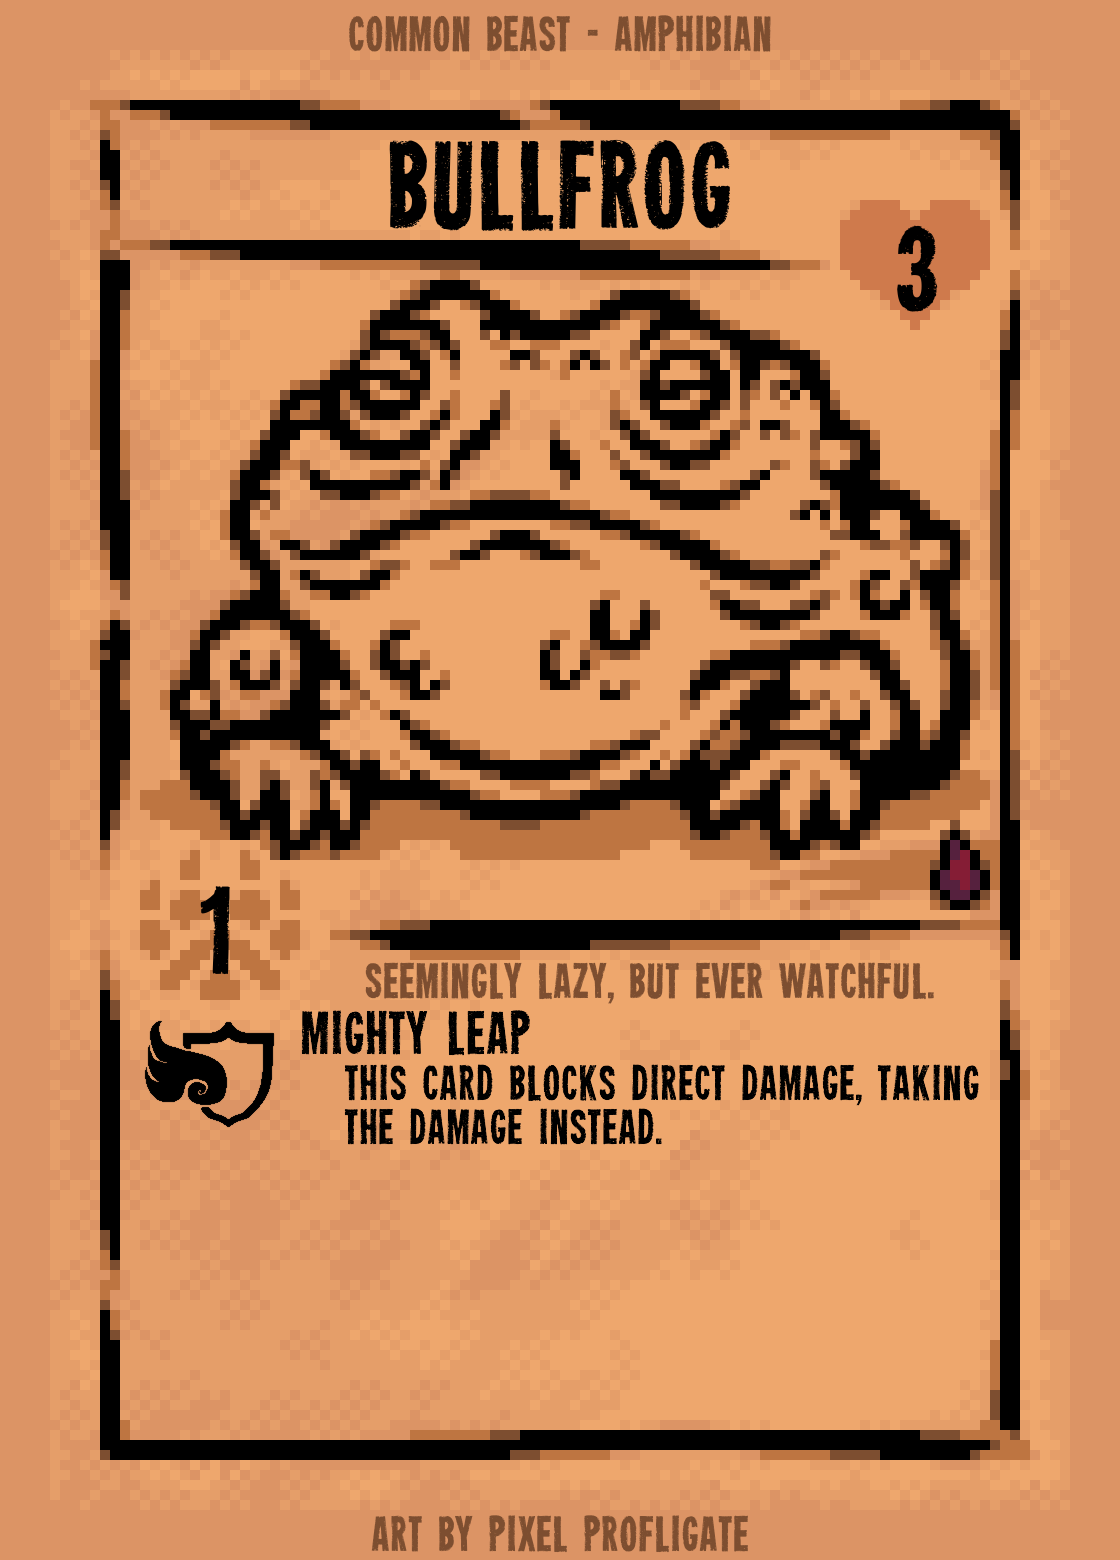 COMMON BEAST - AMPHIBIAN
BULLFROG
3
1
SEEMINGLY LAZY, BUT EVER WATCHFUL.
MIGHTY LEAP
THIS CARD BLOCKS DIRECT DAMAGE, TAKING
THE DAMAGE INSTEAD.
ART BY PIXEL PROFLIGATE